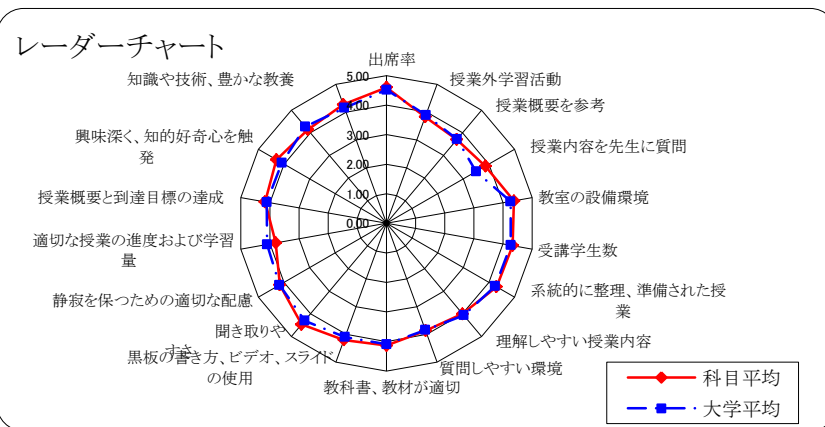 レーダーチャート
出席率
授業外学習活動
授業概要を参考
授業内容を先生に質問
教室の設備環境
受講学生数
系統的に整理、準備された授
業
理解しやすい授業内容
質問しやすい環境
教科書、教材が適切
黒板の書き方、ビデオ、スライド
の使用
聞き取りや
すさ
静寂を保つための適切な配慮
適切な授業の進度および学習
量
授業概要と到達目標の達成
興味深く、知的好奇心を触
発
知識や技術、豊かな教養
5.00
4.00
3.00
2.00
1.00
0.00
科目平均
大学平均